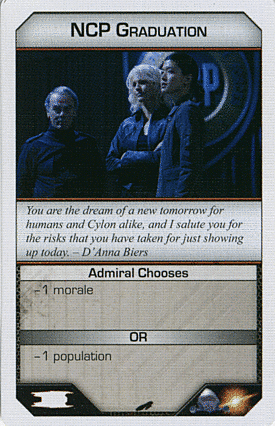 NCP GRADUATION
You are the dream of a new tomorrow for
humans and Cylon alike, and I salute you for
the risks that you have taken for just showing
up today. – D'Anna Biers
Admiral Chooses
-1 morale
OR
-1 population